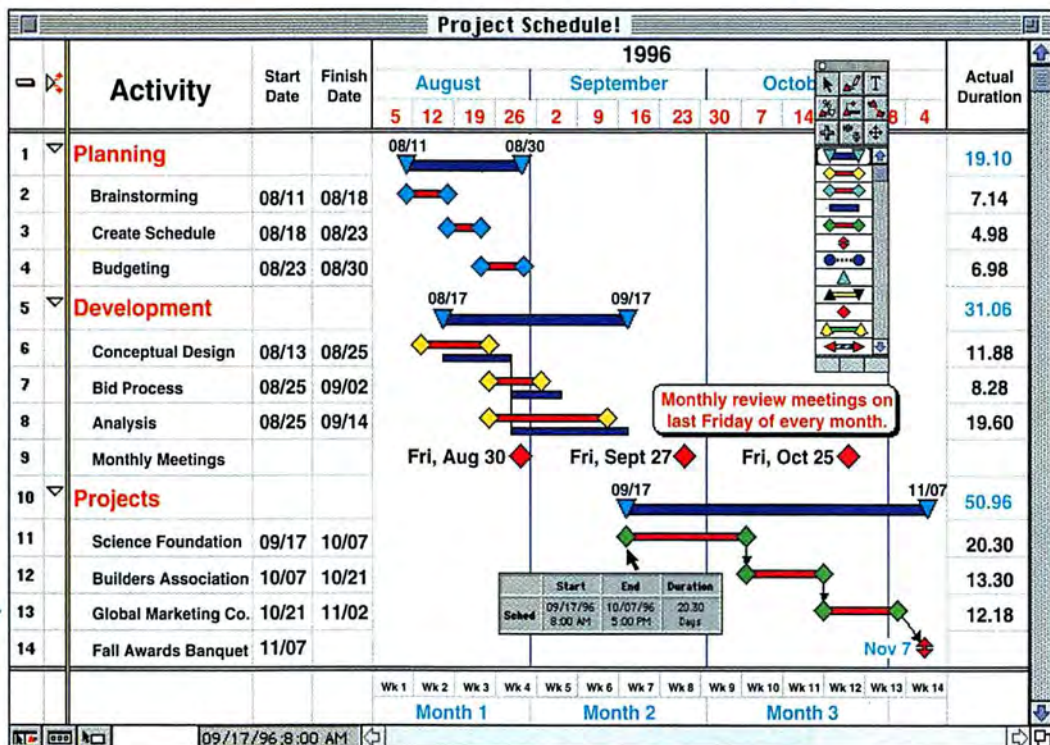 Project Schedule!
Activity
Start Date
Finish Date
1996
August
September
Octob
T
Actual Duration
5 12 19 26 2 9 16 23 30 7 14 8 4
1 Planning 08/11 08/30 19.10
2 Brainstorming 08/11 08/18 7.14
3 Create Schedule 08/18 08/23 4.98
4 Budgeting 08/23 08/30 6.98
5 Development 08/17 09/17 31.06
6 Conceptual Design 08/13 08/25 11.88
7 Bid Process 08/25 09/02 8.28
Monthly review meetings on
last Friday of every month.
8 Analysis 08/25 09/14 19.60
9 Monthly Meetings Fri, Aug 30 Fri, Sept 27 Fri, Oct 25
10 Projects 09/17 11/07 50.96
11 Science Foundation 09/17 10/07 20.30
12 Builders Association 10/07 10/21 13.30
Start End Duration
Sched 09/17/96 8:00 AM 10/07/96 5:00 PM 20.30 Days
13 Global Marketing Co. 10/21 11/02 12.18
14 Fall Awards Banquet 11/07 Nov 7
Wk 1 Wk 2 Wk 3 Wk 4 Wk 5 Wk 6 Wk 7 Wk 8 Wk 9 Wk 10 Wk 11 Wk 12 Wk 13 Wk 14
Month 1 Month 2 Month 3
09/17/96;8:00 AM